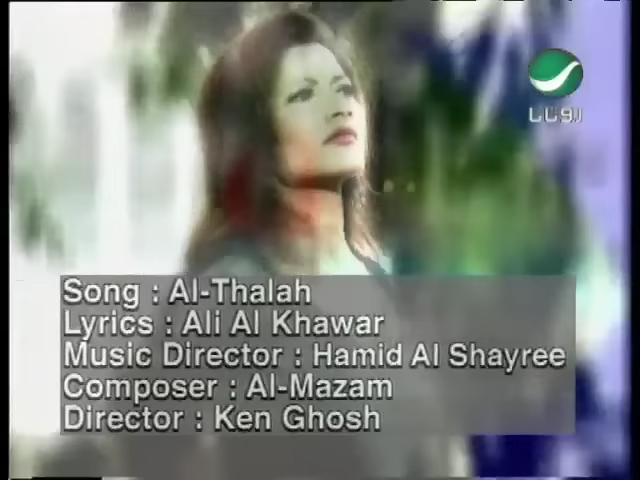 روتانا
Song : Al-Thalah
Lyrics : Ali Al Khawar
Music Director : Hamid Al Shayree
Composer : Al-Mazam
Director : Ken Ghosh